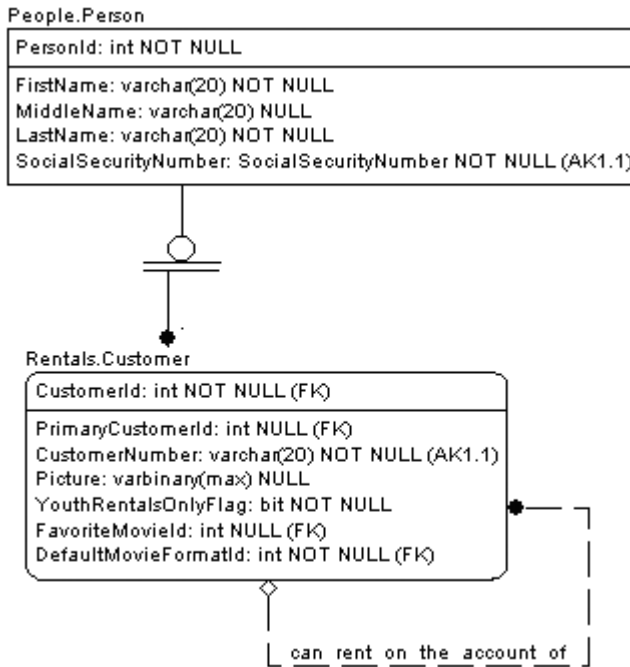 People.Person
PersonId: int NOT NULL
FirstName: varchar(20) NOT NULL
MiddleName: varchar(20) NULL
LastName: varchar(20) NOT NULL
SocialSecurityNumber: SocialSecurityNumber NOT NULL (AK1.1)
Rentals.Customer
CustomerId: int NOT NULL (FK)
PrimaryCustomerId: int NULL (FK)
CustomerNumber: varchar(20) NOT NULL (AK1.1)
Picture: varbinary(max) NULL
YouthRentalsOnlyFlag: bit NOT NULL
FavoriteMovieId: int NULL (FK)
DefaultMovieFormatId: int NOT NULL (FK)
can rent on the account of